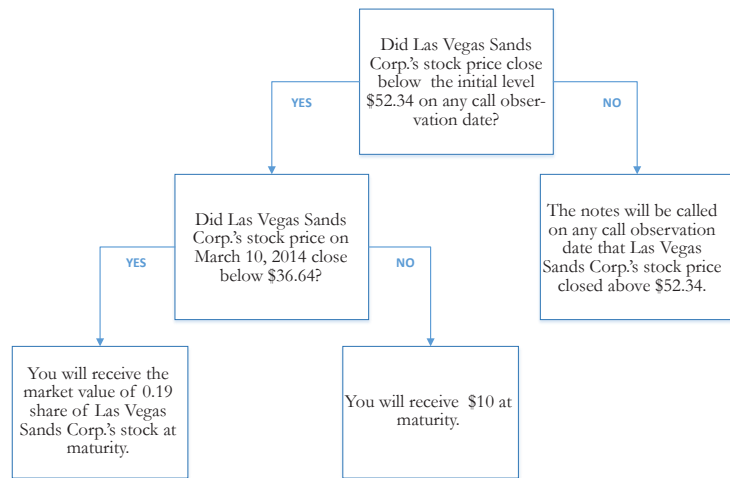 Did Las Vegas Sands
Corp.'s stock price close
below the initial level
$52.34 on any call obser-
vation date?
YES
NO
Did Las Vegas Sands
Corp.'s stock price on
March 10, 2014 close
below $36.64?
The notes will be called
on any call observation
date that Las Vegas
Sands Corp.'s stock price
closed above $52.34.
YES
NO
You will receive the
market value of 0.19
share of Las Vegas
Sands Corp.'s stock at
maturity.
You will receive $10 at
maturity.